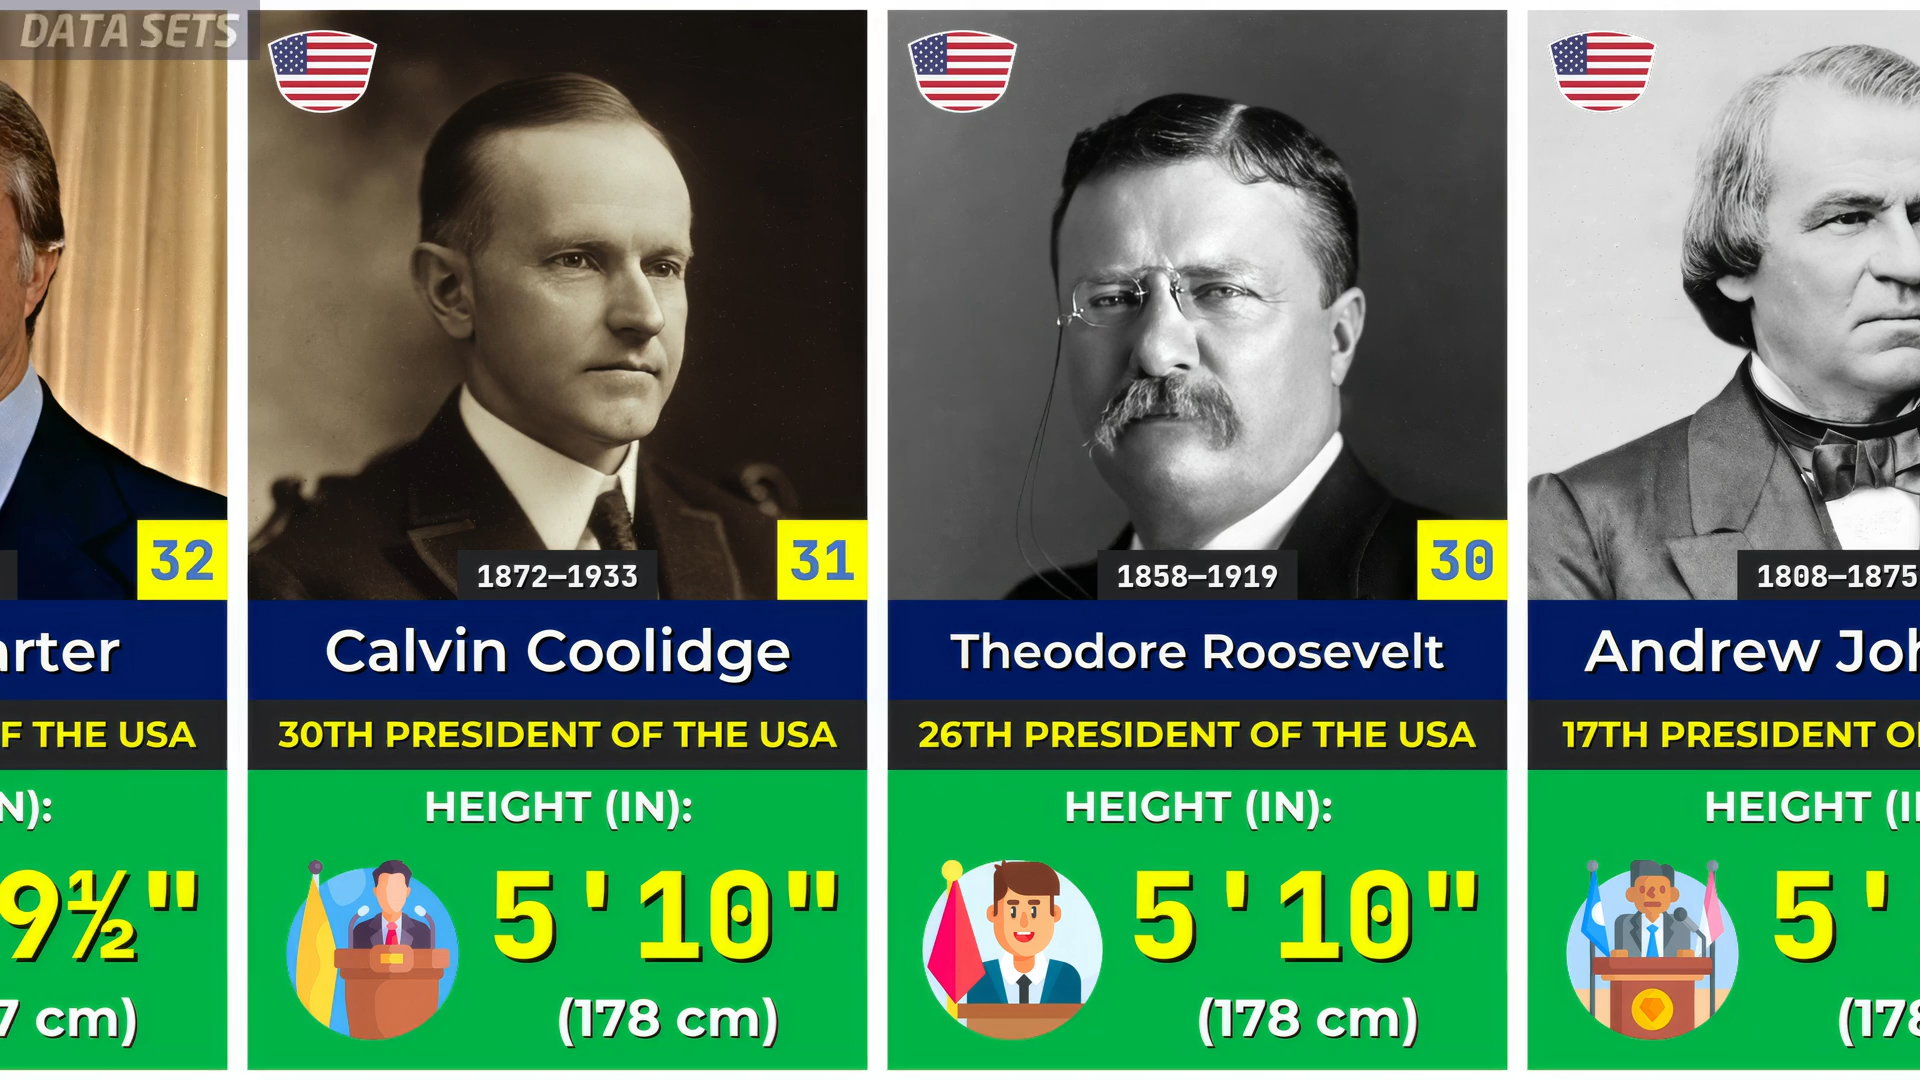 DATA SETS
32
arter
F THE USA
N):
9½"
7 cm)
1872–1933
31
Calvin Coolidge
30TH PRESIDENT OF THE USA
HEIGHT (IN):
5'10"
(178 cm)
1858–1919
30
Theodore Roosevelt
26TH PRESIDENT OF THE USA
HEIGHT (IN):
5'10"
(178 cm)
1808–1875
Andrew Joh
17TH PRESIDENT O
HEIGHT (I
5'
(178